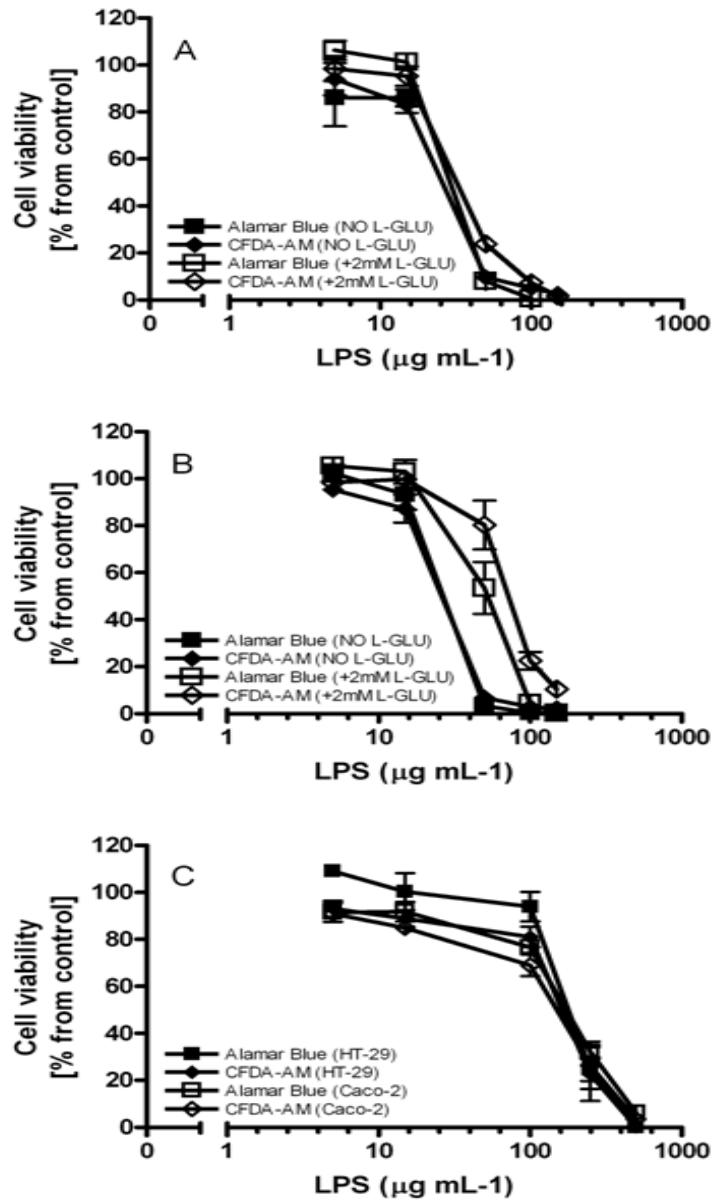 A
Cell viability
[% from control]
120
100
80
60
40
20
0
Alamar Blue (NO L-GLU)
CFDA-AM (NO L-GLU)
Alamar Blue (+2mM L-GLU)
CFDA-AM (+2mM L-GLU)
0 1 10 100 1000
LPS (µg mL-1)
B
Cell viability
[% from control]
120
100
80
60
40
20
0
Alamar Blue (NO L-GLU)
CFDA-AM (NO L-GLU)
Alamar Blue (+2mM L-GLU)
CFDA-AM (+2mM L-GLU)
0 1 10 100 1000
LPS (µg mL-1)
C
Cell viability
[% from control]
120
100
80
60
40
20
0
Alamar Blue (HT-29)
CFDA-AM (HT-29)
Alamar Blue (Caco-2)
CFDA-AM (Caco-2)
0 1 10 100 1000
LPS (µg mL-1)